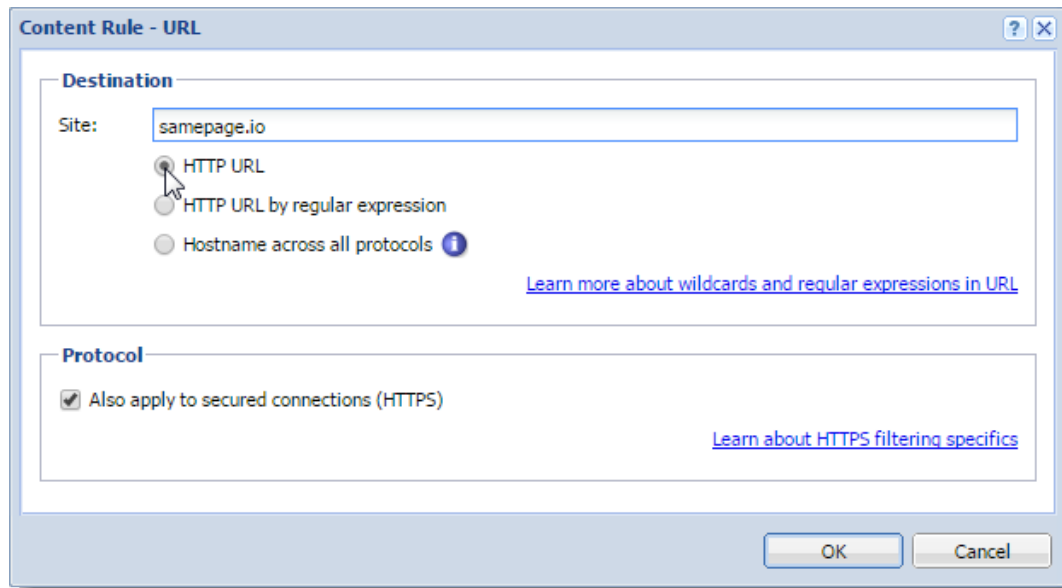 Content Rule - URL
?
Destination
Site:
samepage.io
HTTP URL
HTTP URL by regular expression
Hostname across all protocols i
Learn more about wildcards and regular expressions in URL
Protocol
Also apply to secured connections (HTTPS)
Learn about HTTPS filtering specifics
OK
Cancel